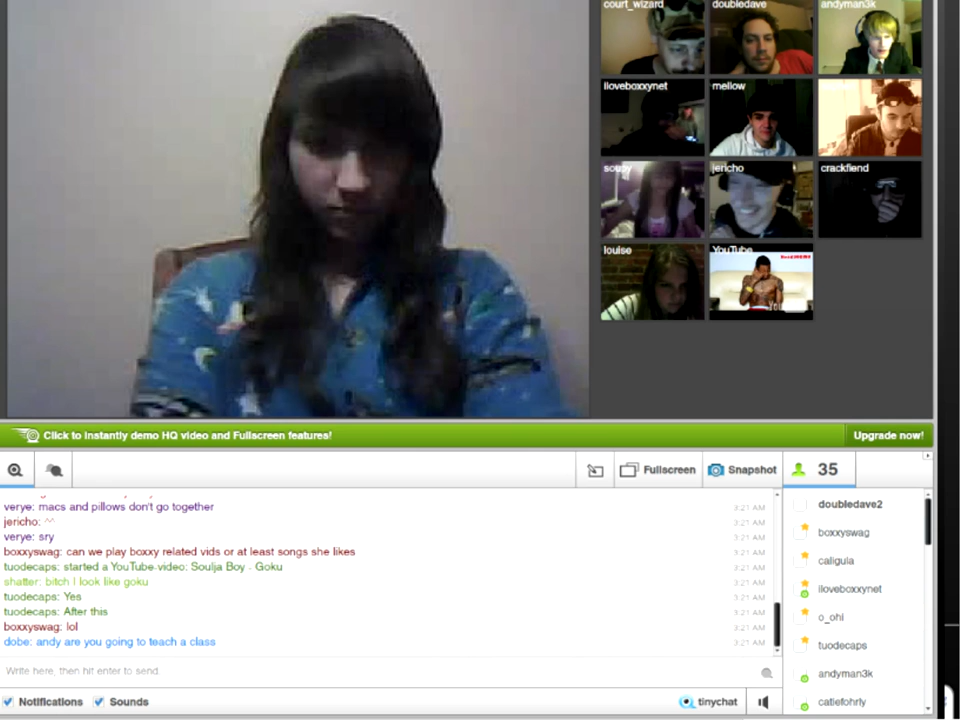 court_wizard
doubledave
andyman3k
iloveboxxynet
mellow
soupy
jericho
crackfiend
louise
YouTube
Click to instantly demo HQ video and Fullscreen features!
Upgrade now!
Fullscreen
Snapshot
35
verye: macs and pillows don't go together
3:21 AM
jericho: ^^
3:21 AM
verye: sry
3:21 AM
boxxyswag: can we play boxxy related vids or at least songs she likes
3:21 AM
tuodecaps: started a YouTube-video: Soulja Boy - Goku
3:21 AM
shatter: bitch I look like goku
3:21 AM
tuodecaps: Yes
3:21 AM
tuodecaps: After this
3:21 AM
boxxyswag: lol
3:21 AM
dobe: andy are you going to teach a class
3:21 AM
Write here, then hit enter to send
Notifications
Sounds
tinychat
doubledave2
boxxyswag
caligula
iloveboxxynet
o_ohi
tuodecaps
andyman3k
catiefohrly